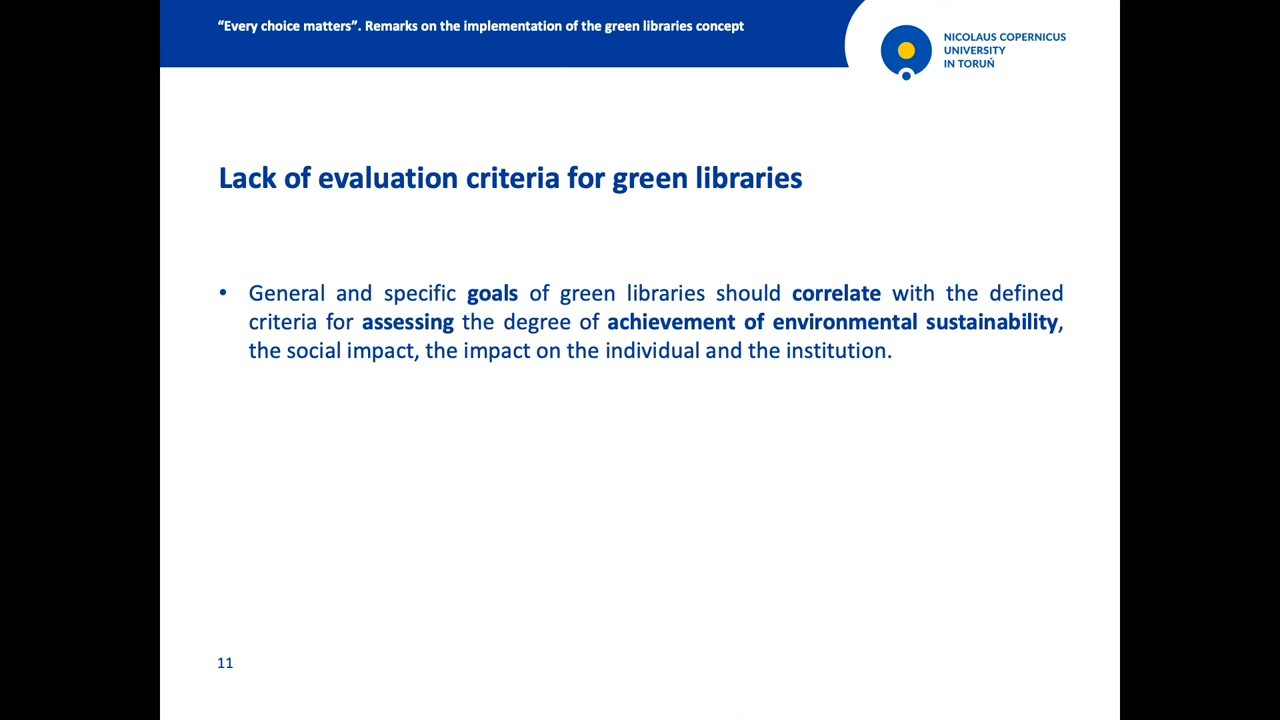 “Every choice matters”. Remarks on the implementation of the green libraries concept
NICOLAUS COPERNICUS
UNIVERSITY
IN TORUŃ
Lack of evaluation criteria for green libraries
• General and specific goals of green libraries should correlate with the defined
criteria for assessing the degree of achievement of environmental sustainability,
the social impact, the impact on the individual and the institution.
11